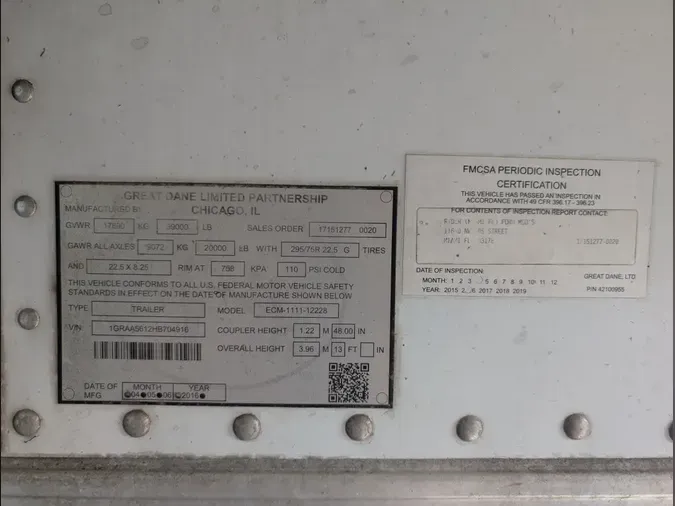 GREAT DANE LIMITED PARTNERSHIP
MANUFACTURED BY CHICAGO, IL
GVWR 17690 KG 39000 LB SALES ORDER 17151277 0020
GAWR ALL AXLES 9072 KG 20000 LB WITH 295/75R 22.5 G TIRES
AND 22.5 X 8.25 RIM AT 758 KPA 110 PSI COLD
THIS VEHICLE CONFORMS TO ALL U.S. FEDERAL MOTOR VEHICLE SAFETY
STANDARDS IN EFFECT ON THE DATE OF MANUFACTURE SHOWN BELOW
TYPE TRAILER MODEL ECM-1111-12228
VIN 1GRAA5612HB704916 COUPLER HEIGHT 1.22 M 48.00 IN
OVERALL HEIGHT 3.96 M 13 FT IN
DATE OF MFG MONTH YEAR
04 05 06 2016
FMCSA PERIODIC INSPECTION
CERTIFICATION
THIS VEHICLE HAS PASSED AN INSPECTION IN
ACCORDANCE WITH 49 CFR 396.17 - 396.23
FOR CONTENTS OF INSPECTION REPORT CONTACT:
STREET
17151277-0020
DATE OF INSPECTION GREAT DANE, LTD
MONTH: 1 2 3 5 6 7 8 9 10 11 12
YEAR: 2015 2017 2018 2019 P/N 42100955